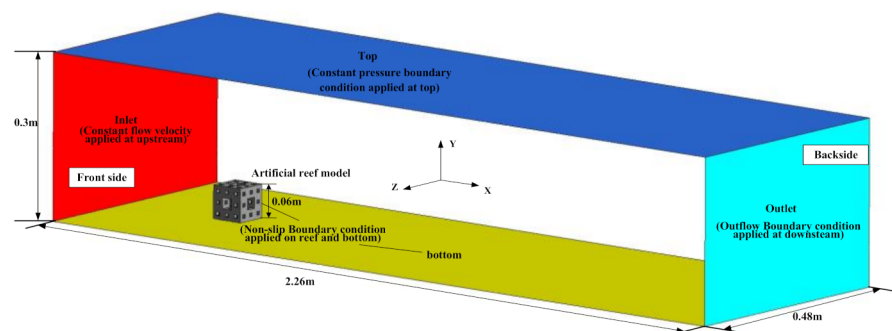 Top
(Constant pressure boundary
condition applied at top)
0.3m
Inlet
(Constant flow velocity
applied at upstream)
Y
Backside
Front side
Artificial reef model
Z
X
0.06m
Outlet
(Non-slip Boundary condition
applied on reef and bottom)
(Outflow Boundary condition
applied at downsteam)
bottom
2.26m
0.48m